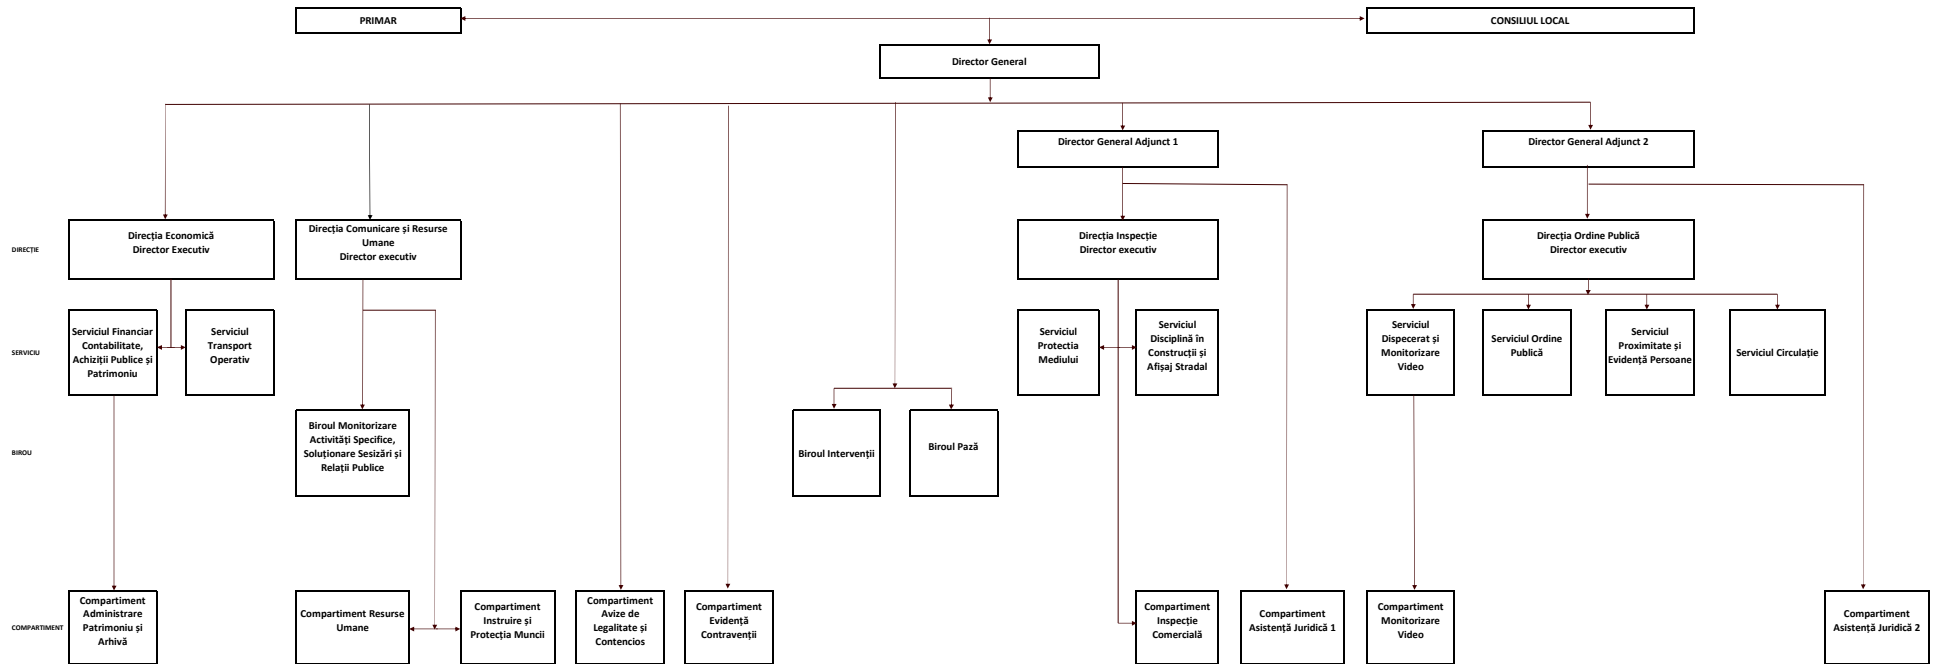 PRIMAR
CONSILIUL LOCAL
Director General
Director General Adjunct 1
Director General Adjunct 2
DIRECȚIE
Direcția Economică
Director Executiv
Direcția Comunicare și Resurse
Umane
Director executiv
Direcția Inspecție
Director executiv
Direcția Ordine Publică
Director executiv
SERVICIU
Serviciul Financiar
Contabilitate,
Achiziții Publice și
Patrimoniu
Serviciul
Transport
Operativ
Serviciul
Protectia
Mediului
Serviciul
Disciplină în
Construcții și
Afișaj Stradal
Serviciul
Dispecerat și
Monitorizare
Video
Serviciul Ordine
Publică
Serviciul
Proximitate și
Evidență Persoane
Serviciul Circulație
BIROU
Biroul Monitorizare
Activități Specifice,
Soluționare Sesizări și
Relații Publice
Biroul Intervenții
Biroul Pază
COMPARTIMENT
Compartiment
Administrare
Patrimoniu și
Arhivă
Compartiment Resurse
Umane
Compartiment
Instruire și
Protecția Muncii
Compartiment
Avize de
Legalitate și
Contencios
Compartiment
Evidență
Contravenții
Compartiment
Inspecție
Comercială
Compartiment
Asistență Juridică 1
Compartiment
Monitorizare
Video
Compartiment
Asistență Juridică 2